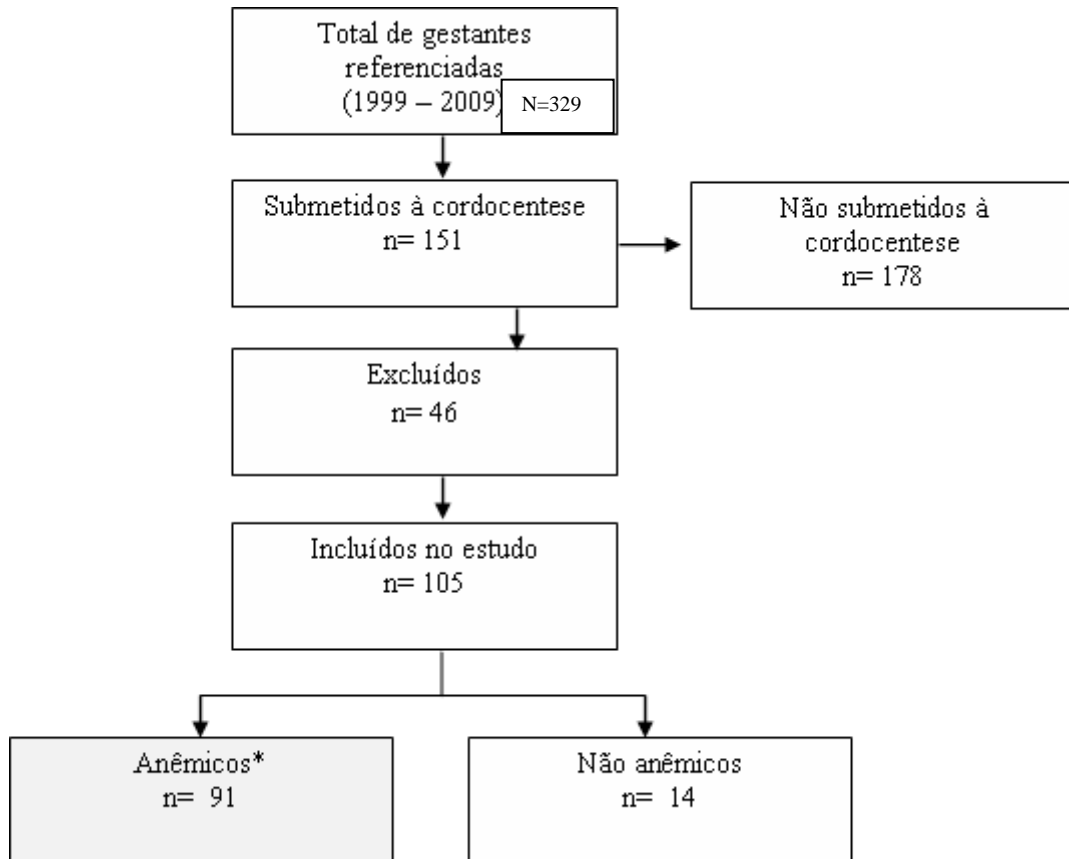 Total de gestantes
referenciadas
(1999 – 2009)
N=329
Submetidos à cordocentese
n= 151
Não submetidos à
cordocentese
n= 178
Excluídos
n= 46
Incluídos no estudo
n= 105
Anêmicos*
n= 91
Não anêmicos
n= 14